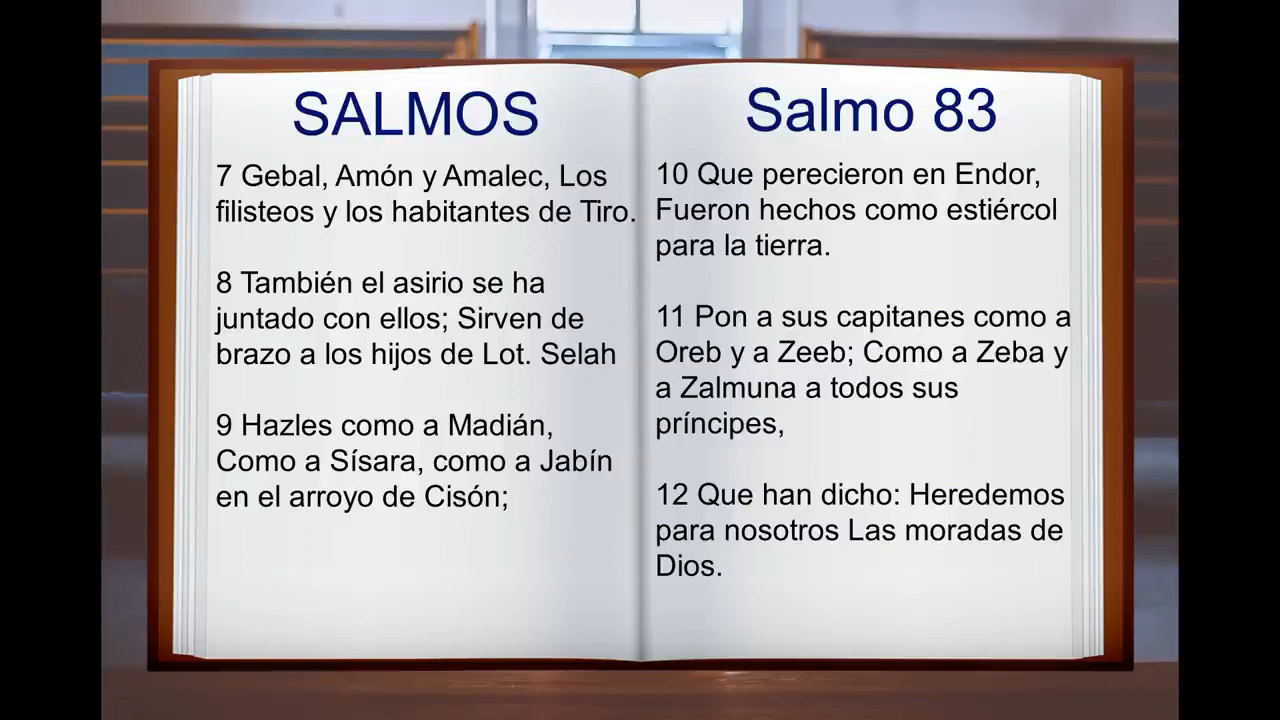 SALMOS
7 Gebal, Amón y Amalec, Los
filisteos y los habitantes de Tiro.
8 También el asirio se ha
juntado con ellos; Sirven de
brazo a los hijos de Lot. Selah
9 Hazles como a Madián,
Como a Sísara, como a Jabín
en el arroyo de Cisón;
Salmo 83
10 Que perecieron en Endor,
Fueron hechos como estiércol
para la tierra.
11 Pon a sus capitanes como a
Oreb y a Zeeb; Como a Zeba y
a Zalmuna a todos sus
príncipes,
12 Que han dicho: Heredemos
para nosotros Las moradas de
Dios.